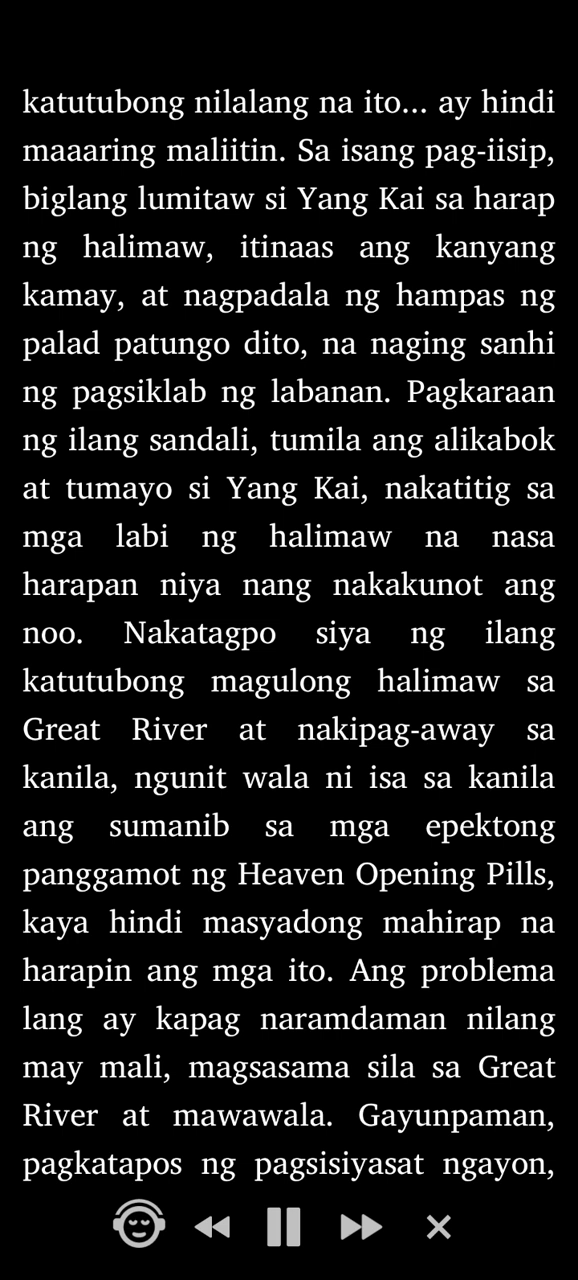 katutubong nilalang na ito... ay hindi
maaaring maliitin. Sa isang pag-iisip,
biglang lumitaw si Yang Kai sa harap
ng halimaw, itinaas ang kanyang
kamay, at nagpadala ng hampas ng
palad patungo dito, na naging sanhi
ng pagsiklab ng labanan. Pagkaraan
ng ilang sandali, tumila ang alikabok
at tumayo si Yang Kai, nakatitig sa
mga labi ng halimaw na nasa
harapan niya nang nakakunot ang
noo. Nakatagpo siya ng ilang
katutubong magulong halimaw sa
Great River at nakipag-away sa
kanila, ngunit wala ni isa sa kanila
ang sumanib sa mga epektong
panggamot ng Heaven Opening Pills,
kaya hindi masyadong mahirap na
harapin ang mga ito. Ang problema
lang ay kapag naramdaman nilang
may mali, magsasama sila sa Great
River at mawawala. Gayunpaman,
pagkatapos ng pagsisiyasat ngayon,